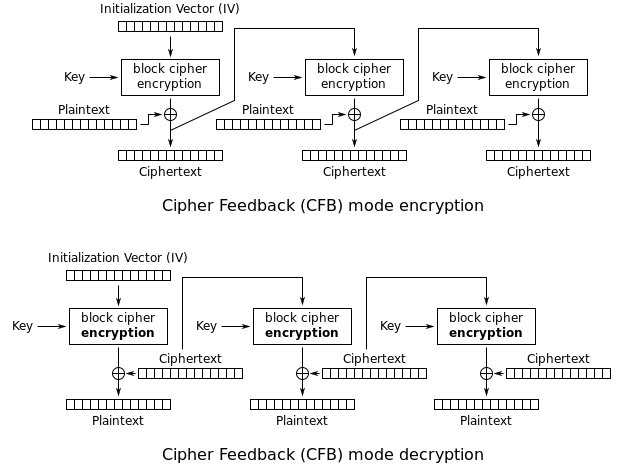 Initialization Vector (IV)
Key
block cipher
encryption
Key
block cipher
encryption
Key
block cipher
encryption
Plaintext
Plaintext
Plaintext
Ciphertext
Ciphertext
Ciphertext
Cipher Feedback (CFB) mode encryption
Initialization Vector (IV)
Key
block cipher
encryption
Key
block cipher
encryption
Key
block cipher
encryption
Ciphertext
Ciphertext
Ciphertext
Plaintext
Plaintext
Plaintext
Cipher Feedback (CFB) mode decryption